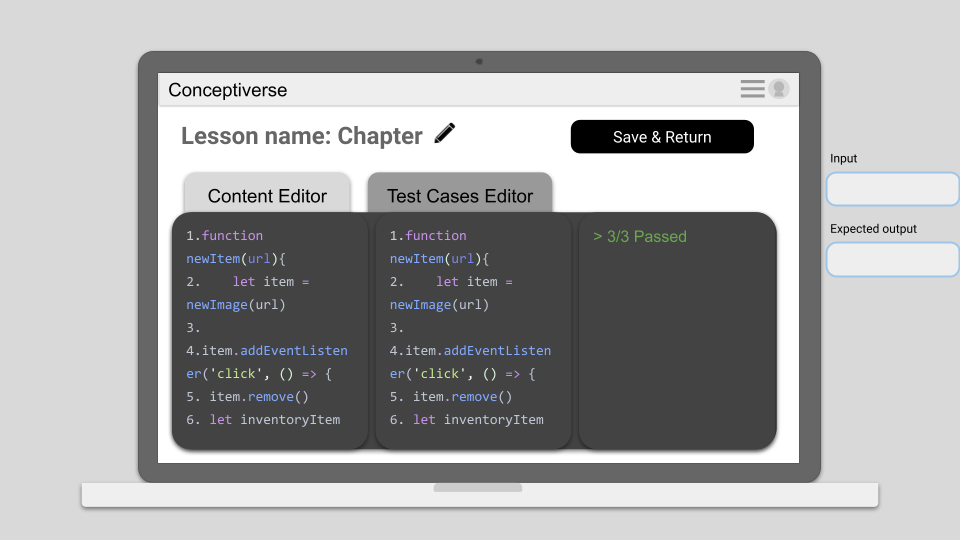 Conceptiverse
Lesson name: Chapter
Save & Return
Content Editor
Test Cases Editor
1.function
newItem(url){
2.    let item =
newImage(url)
3.
4.item.addEventListen
er('click', () => {
5. item.remove()
6. let inventoryItem
1.function
newItem(url){
2.    let item =
newImage(url)
3.
4.item.addEventListen
er('click', () => {
5. item.remove()
6. let inventoryItem
> 3/3 Passed
Input
Expected output